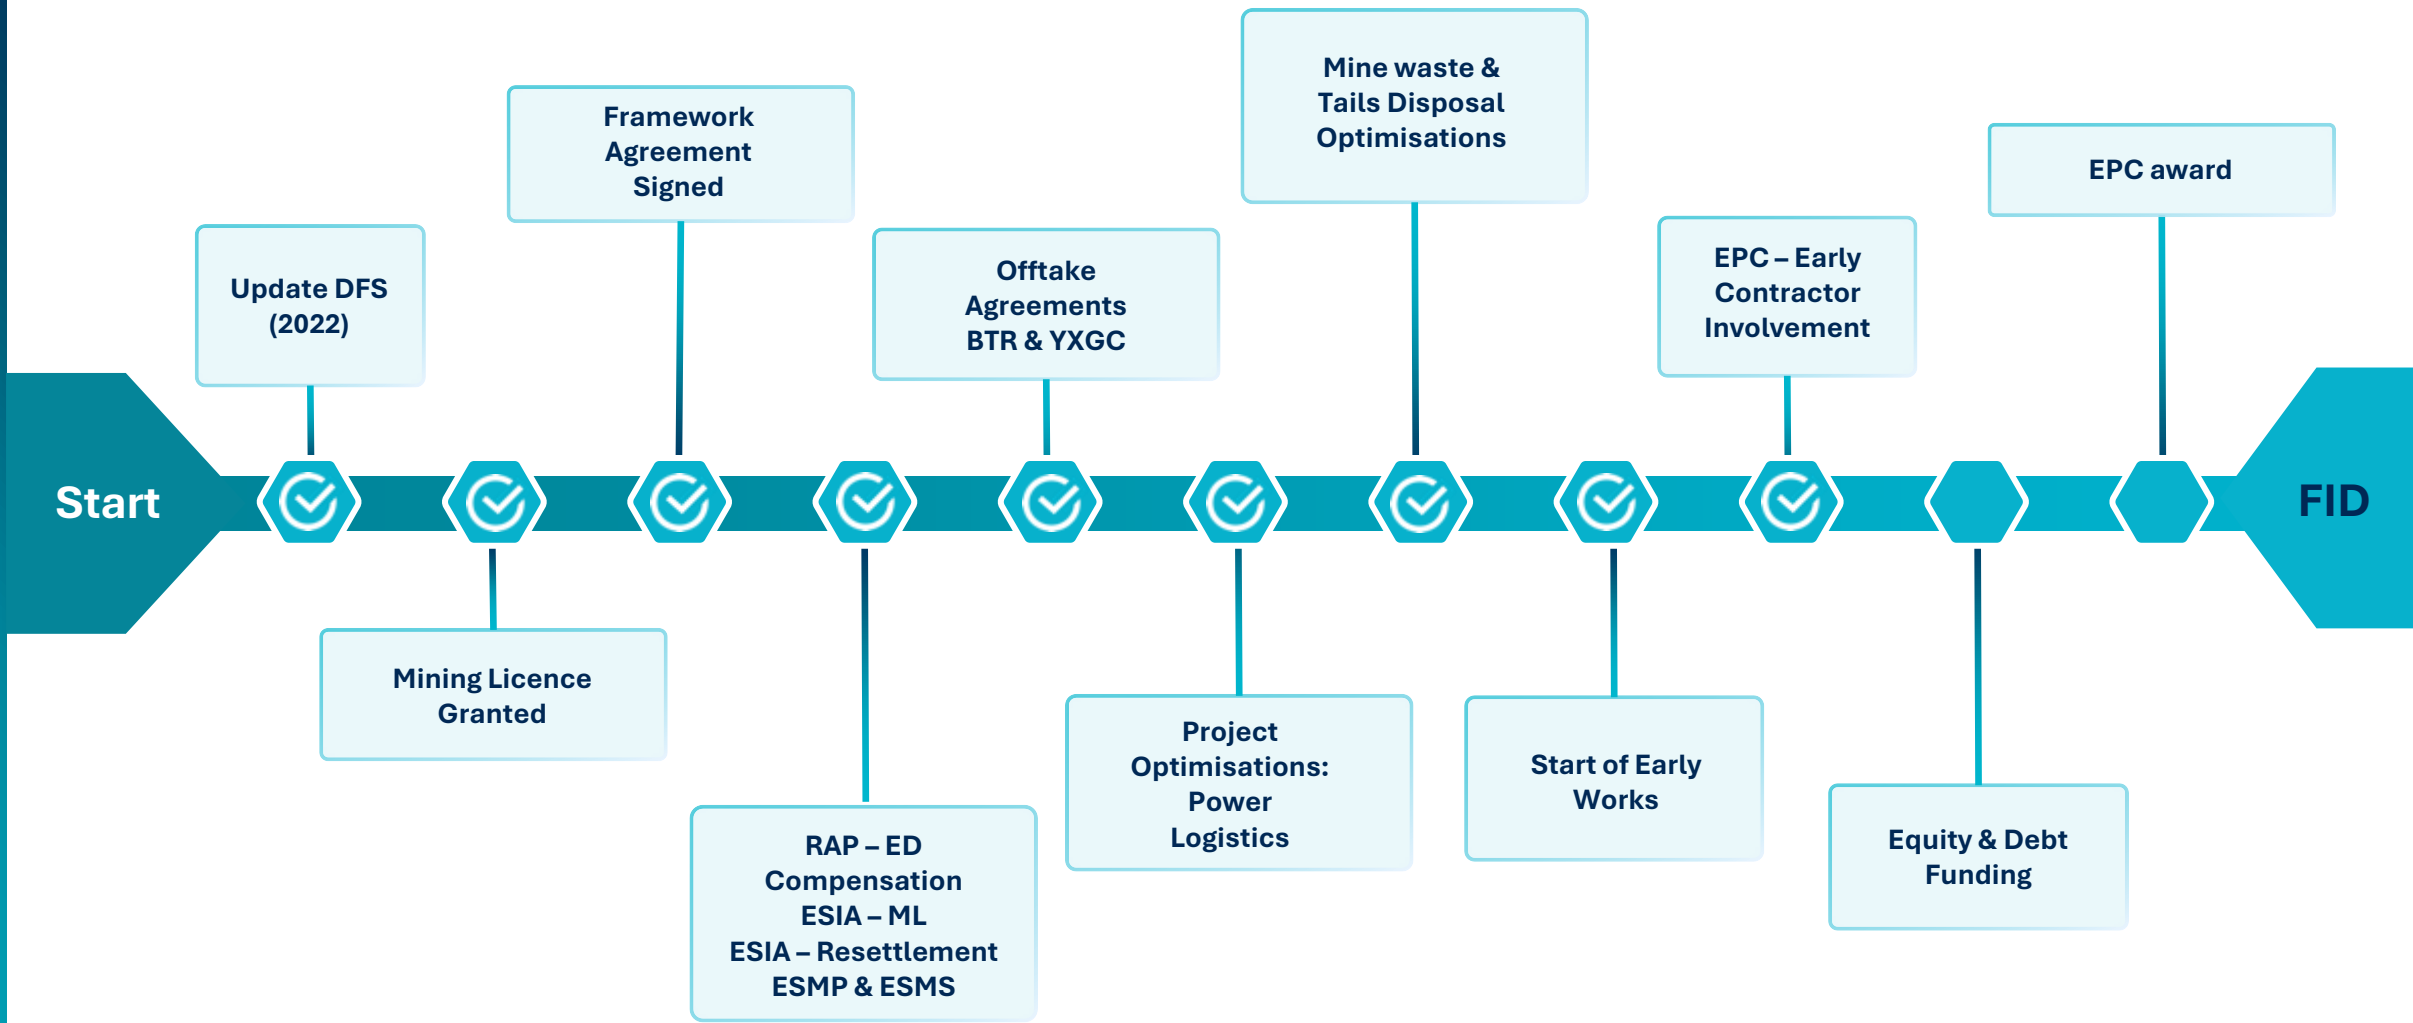 Start
Update DFS
(2022)
Mining Licence
Granted
Framework
Agreement
Signed
RAP – ED
Compensation
ESIA – ML
ESIA – Resettlement
ESMP & ESMS
Offtake
Agreements
BTR & YXGC
Project
Optimisations:
Power
Logistics
Mine waste &
Tails Disposal
Optimisations
Start of Early
Works
EPC – Early
Contractor
Involvement
Equity & Debt
Funding
EPC award
FID